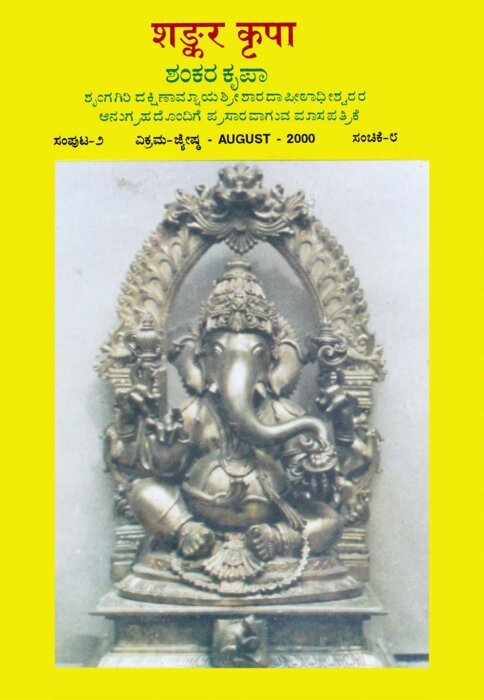 शङ्कर कृपा
ಶಂಕರ ಕೃಪಾ
ಶೃಂಗಗಿರಿ ದಕ್ಷಿಣಾಮ್ನಾಯ ಶ್ರೀಶಾರದಾಪೀಠಾಧೀಶ್ವರರ
ಅನುಗ್ರಹದೊಂದಿಗೆ ಪ್ರಸಾರವಾಗುವ ಮಾಸಪತ್ರಿಕೆ
ಸಂಪುಟ-೨ ವಿಕ್ರಮ-ಜ್ಯೇಷ್ಠ - AUGUST - 2000 ಸಂಚಿಕೆ-೮